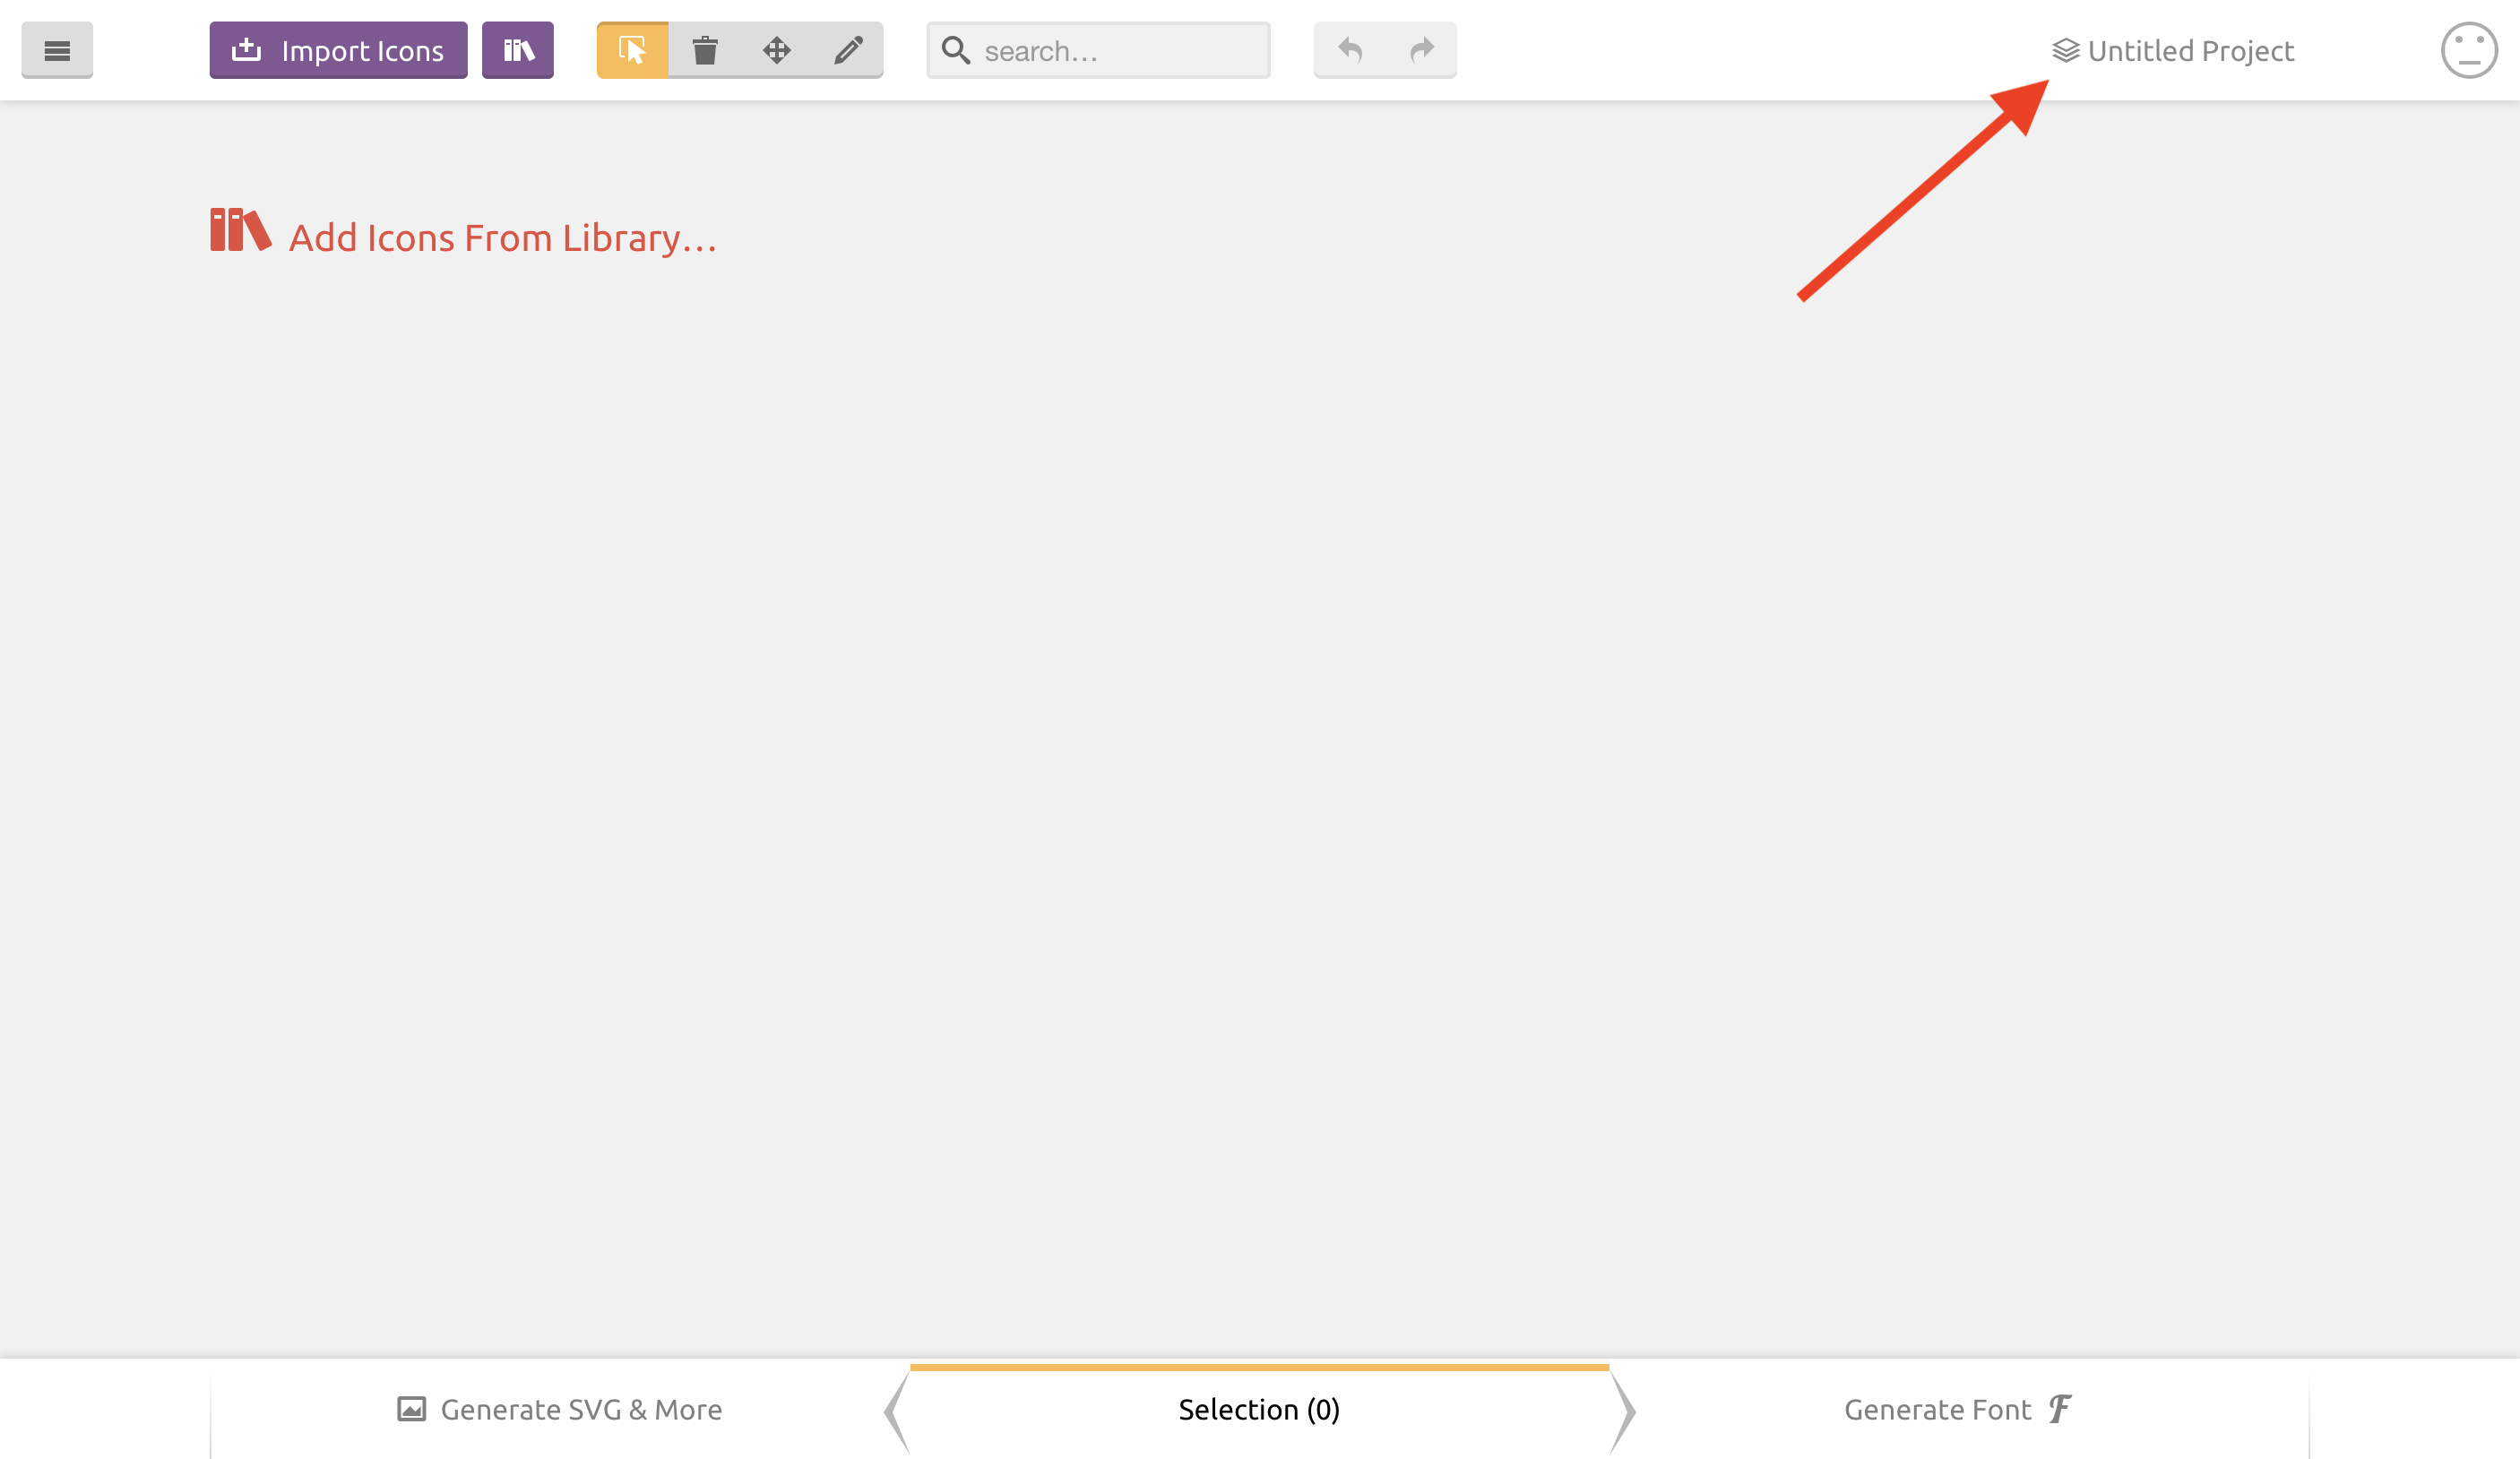 Import Icons
search...
Untitled Project
Add Icons From Library...
Generate SVG & More
Selection (0)
Generate Font